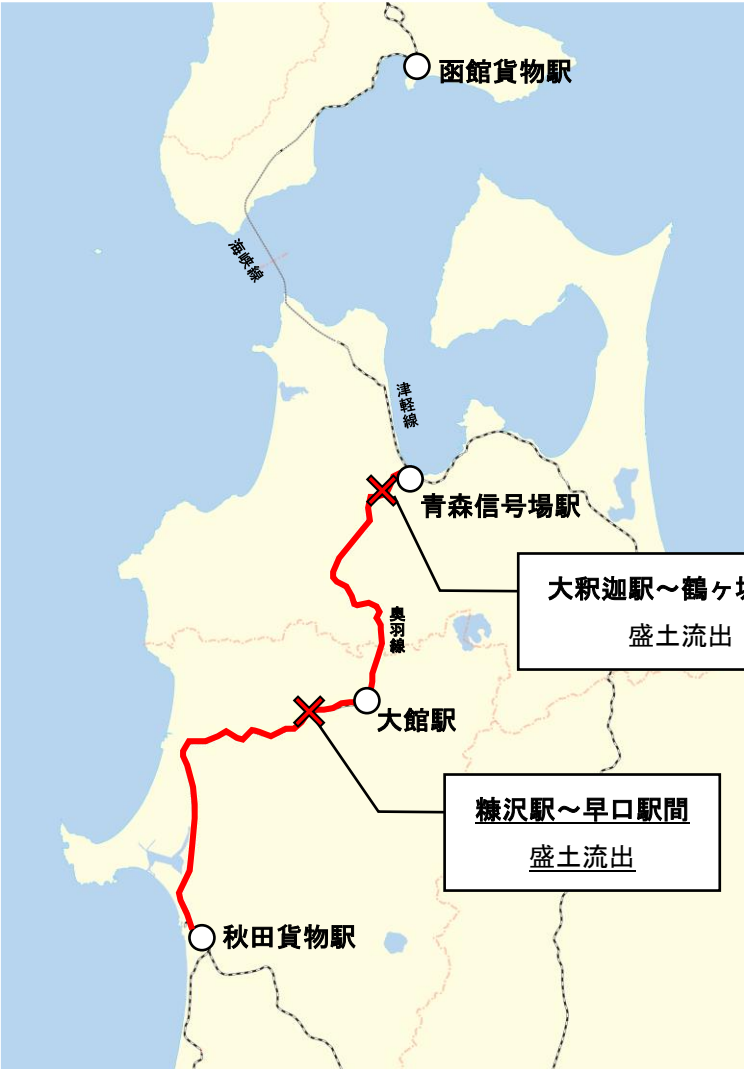 函館貨物駅
海峡線
津軽線
青森信号場駅
大釈迦駅～鶴ヶ坂
盛土流出
奥羽線
大館駅
糠沢駅～早口駅間
盛土流出
秋田貨物駅